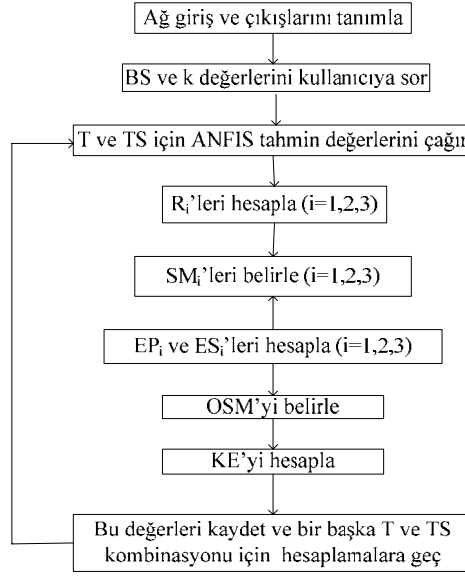 Ağ giriş ve çıkışlarını tanımla
BS ve k değerlerini kullanıcıya sor
T ve TS için ANFIS tahmin değerlerini çağır
Ri’leri hesapla (i=1,2,3)
SMi’leri belirle (i=1,2,3)
EPi ve ESi’leri hesapla (i=1,2,3)
OSM’yi belirle
KE’yi hesapla
Bu değerleri kaydet ve bir başka T ve TS
kombinasyonu için hesaplamalara geç